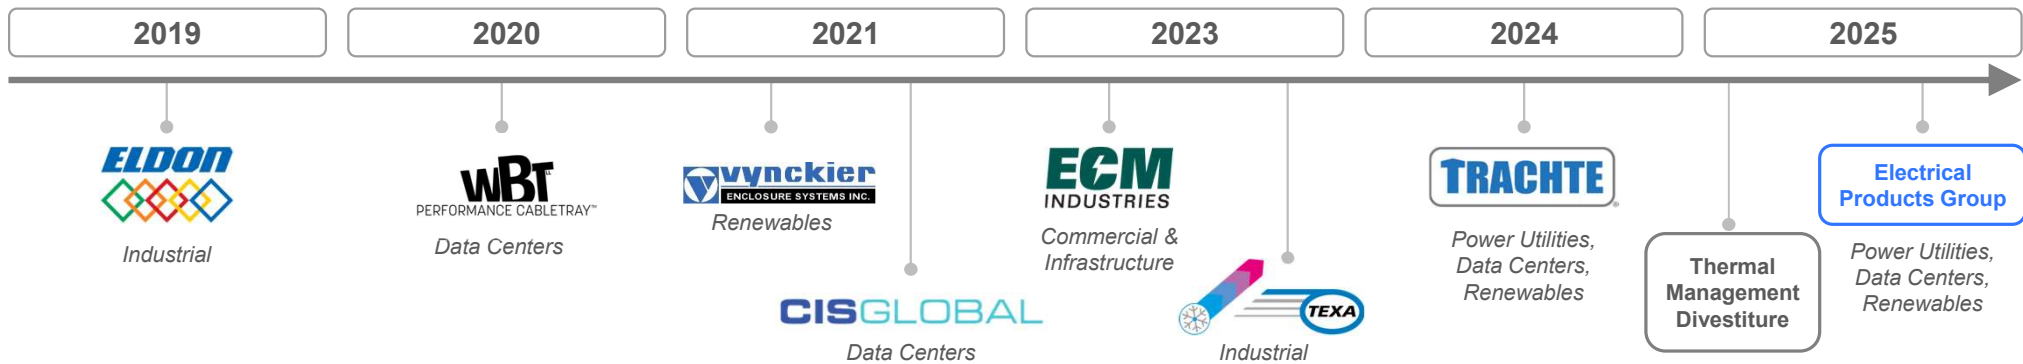 2019
2020
2021
2023
2024
2025
ELDON
Industrial
WBT LLC
PERFORMANCE CABLETRAY™
Data Centers
vynckier
ENCLOSURE SYSTEMS INC.
Renewables
CISGLOBAL
Data Centers
ECM
INDUSTRIES
Commercial &
Infrastructure
TEXA
Industrial
TRACHTE®
Power Utilities,
Data Centers,
Renewables
Thermal
Management
Divestiture
Electrical
Products Group
Power Utilities,
Data Centers,
Renewables